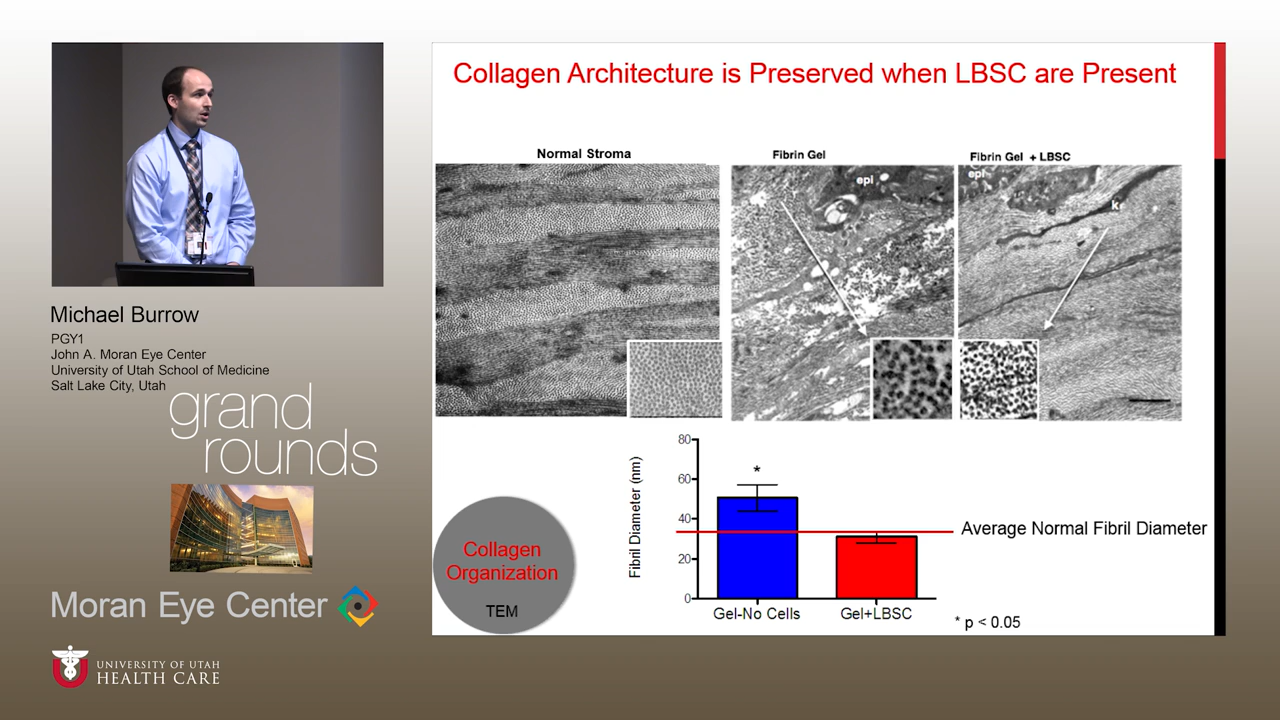 Collagen Architecture is Preserved when LBSC are Present
Normal Stroma
Fibrin Gel
Fibrin Gel + LBSC
epi
epi
kr
Michael Burrow
PGY1
John A. Moran Eye Center
University of Utah School of Medicine
Salt Lake City, Utah
grand
rounds
Moran Eye Center
UNIVERSITY OF UTAH
HEALTH CARE
Collagen
Organization
TEM
Fibril Diameter (nm)
80
60
40
20
0
*
Average Normal Fibril Diameter
Gel-No Cells
Gel+LBSC
* p < 0.05